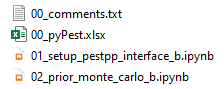 00_comments.txt
00_pyPest.xlsx
01_setup_pestpp_interface_b.ipynb
02_prior_monte_carlo_b.ipynb